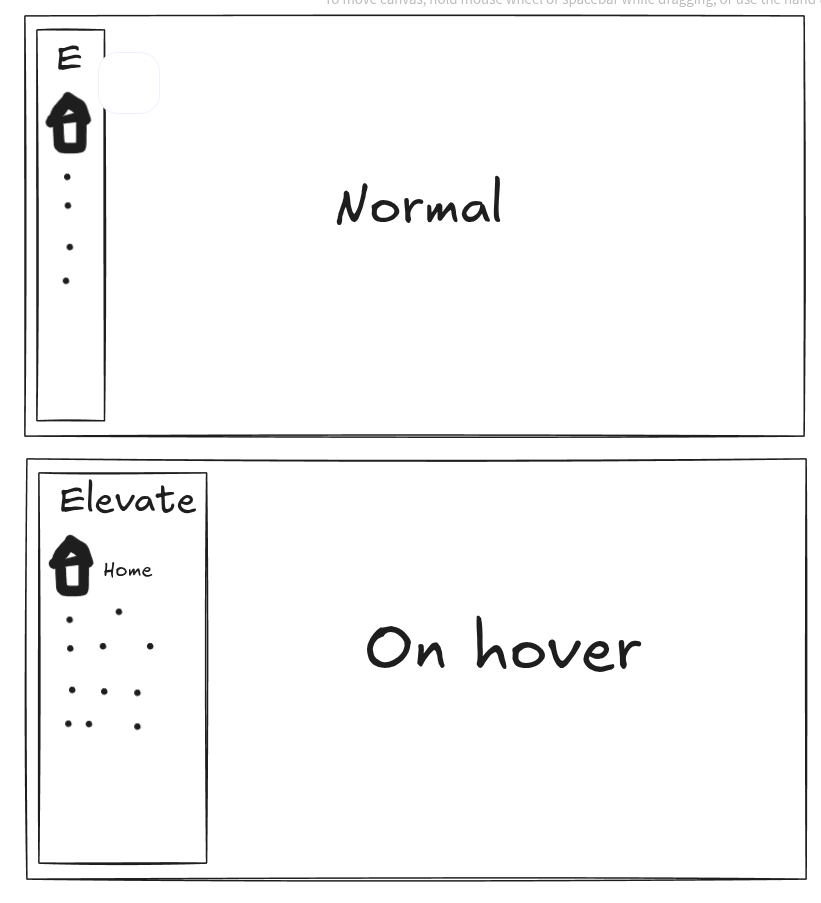 To move canvas, hold mouse wheel or spacebar while dragging, or use the hand
E
Normal
Elevate
Home
On hover